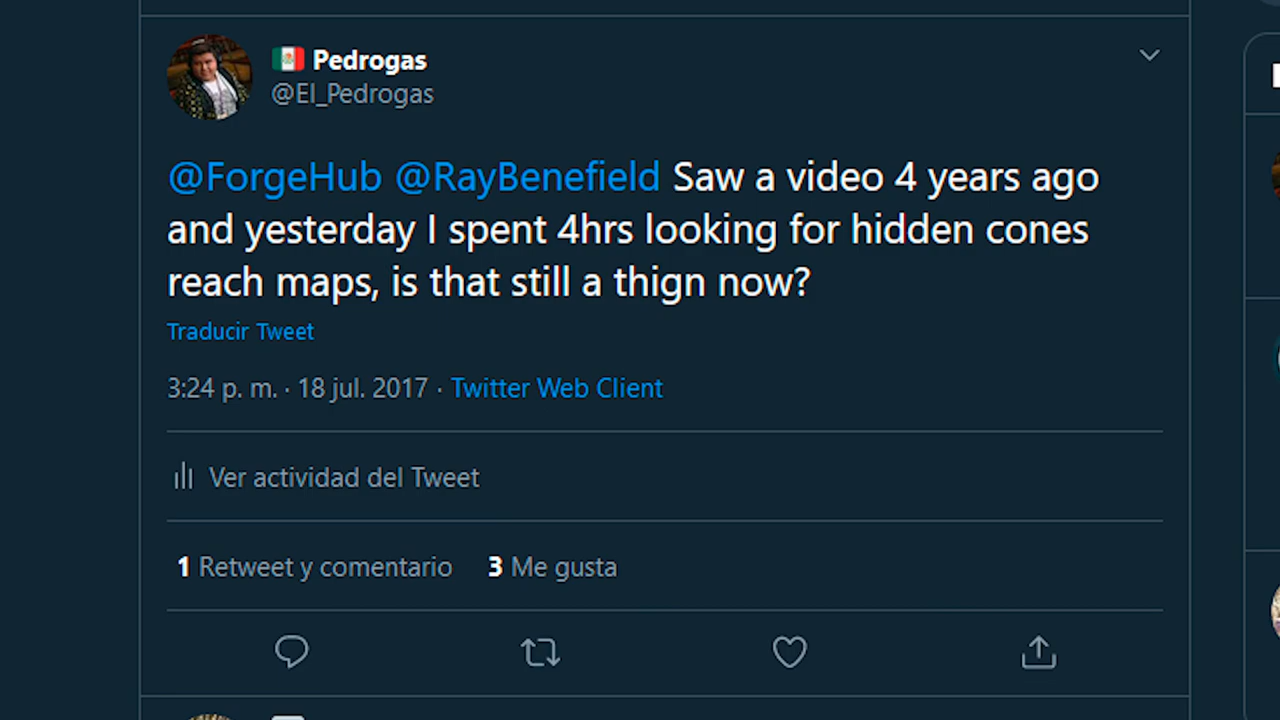 Pedrogas
@El_Pedrogas
@ForgeHub @RayBenefield Saw a video 4 years ago
and yesterday I spent 4hrs looking for hidden cones
reach maps, is that still a thign now?
Traducir Tweet
3:24 p. m. · 18 jul. 2017 · Twitter Web Client
Ver actividad del Tweet
1 Retweet y comentario 3 Me gusta